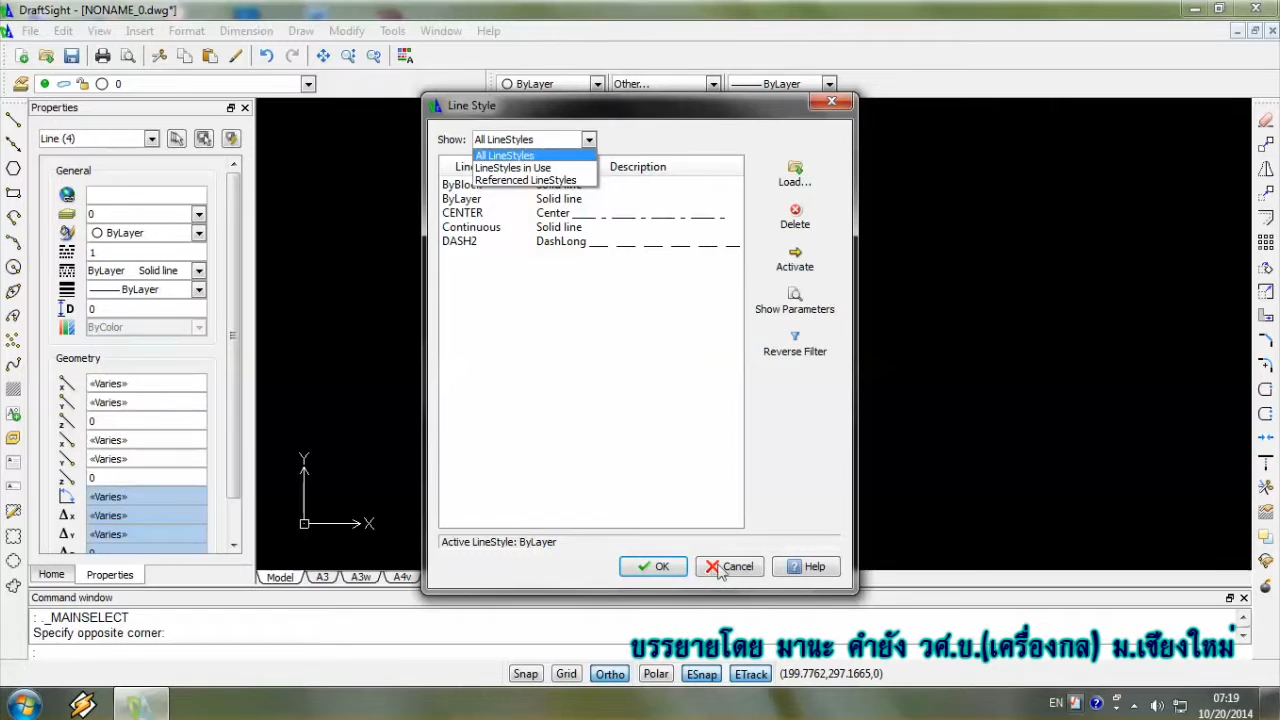 DraftSight - [NONAME_0.dwg*]
File Edit View Insert Format Dimension Draw Modify Tools Window Help
0 ByLayer Other... ByLayer
Properties
Line (4)
General
0
ByLayer
1
ByLayer Solid line
ByLayer
0
ByColor
Geometry
«Varies»
«Varies»
0
«Varies»
«Varies»
0
«Varies»
«Varies»
«Varies»
Home Properties
Line Style
Show: All LineStyles
All LineStyles
LineStyles in Use
Referenced LineStyles
Description
ByBlock Solid line
ByLayer Solid line
CENTER Center
Continuous Solid line
DASH2 DashLong
Load...
Delete
Activate
Show Parameters
Reverse Filter
Active LineStyle: ByLayer
OK Cancel Help
Y
X
Model A3 A3w A4v
Command window
: ._MAINSELECT
Specify opposite corner:
:
บรรยายโดย มานะ คำยัง วศ.บ.(เครื่องกล) ม.เชียงใหม่
Snap Grid Ortho Polar ESnap ETrack (199.7762,297.1665,0)
EN 07:19
10/20/2014